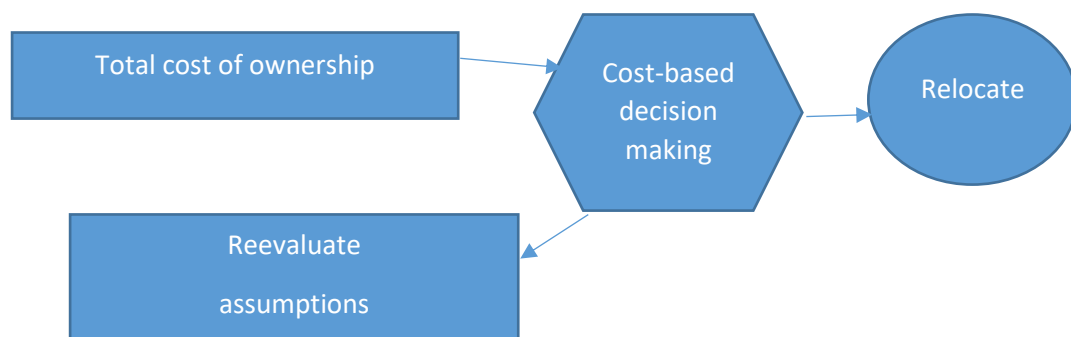 Total cost of ownership
Cost-based
decision
making
Relocate
Reevaluate
assumptions